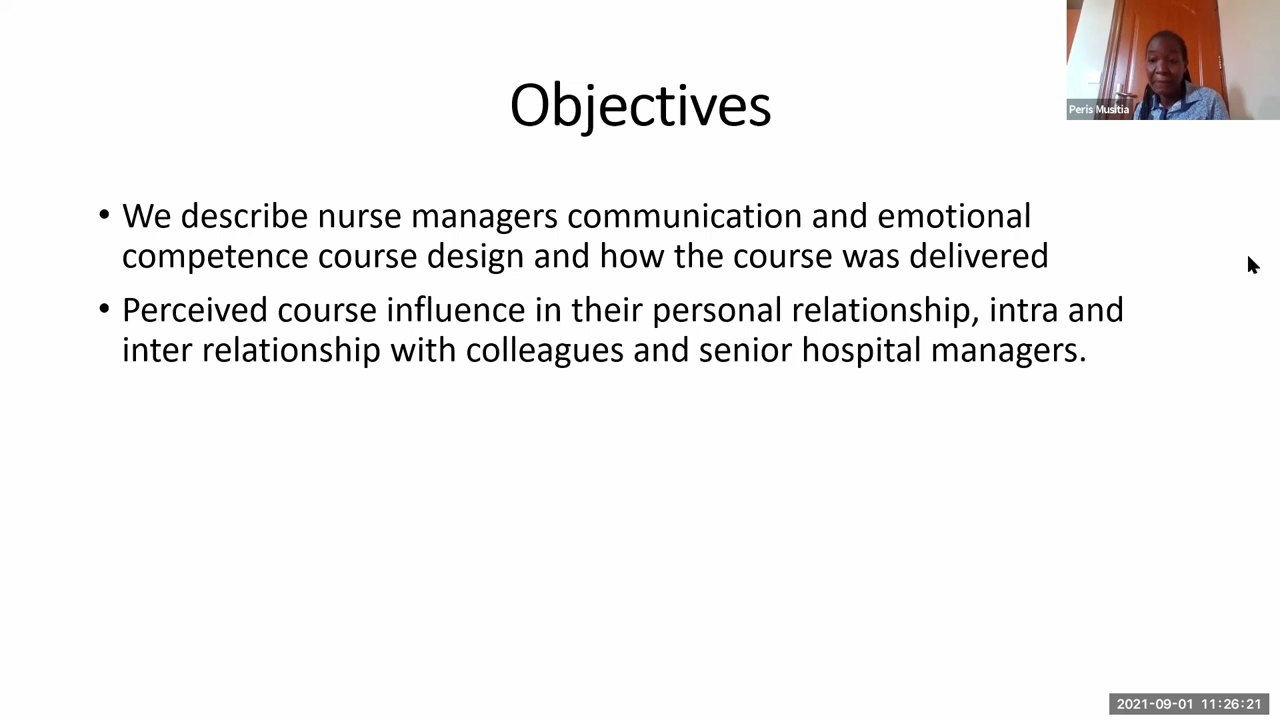 Objectives
Peris Musitia
• We describe nurse managers communication and emotional
competence course design and how the course was delivered
• Perceived course influence in their personal relationship, intra and
inter relationship with colleagues and senior hospital managers.
2021-09-01 11:26:21